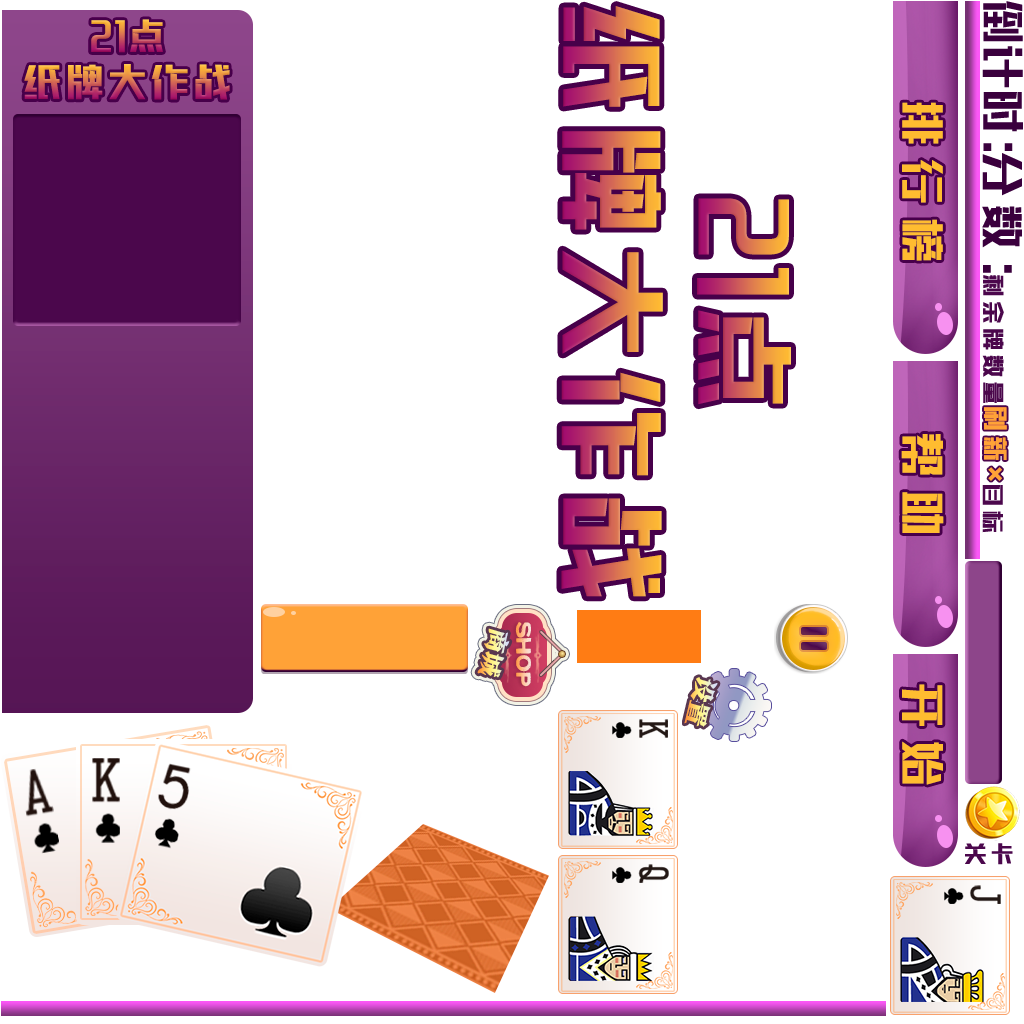 21点
纸牌大作战
21点
纸牌大作战
排行榜
帮助
开始
倒计时:
分数:
剩余牌数量
刷新×
目标
关卡
SHOP
商城
设置
A
K
5
K
Q
J